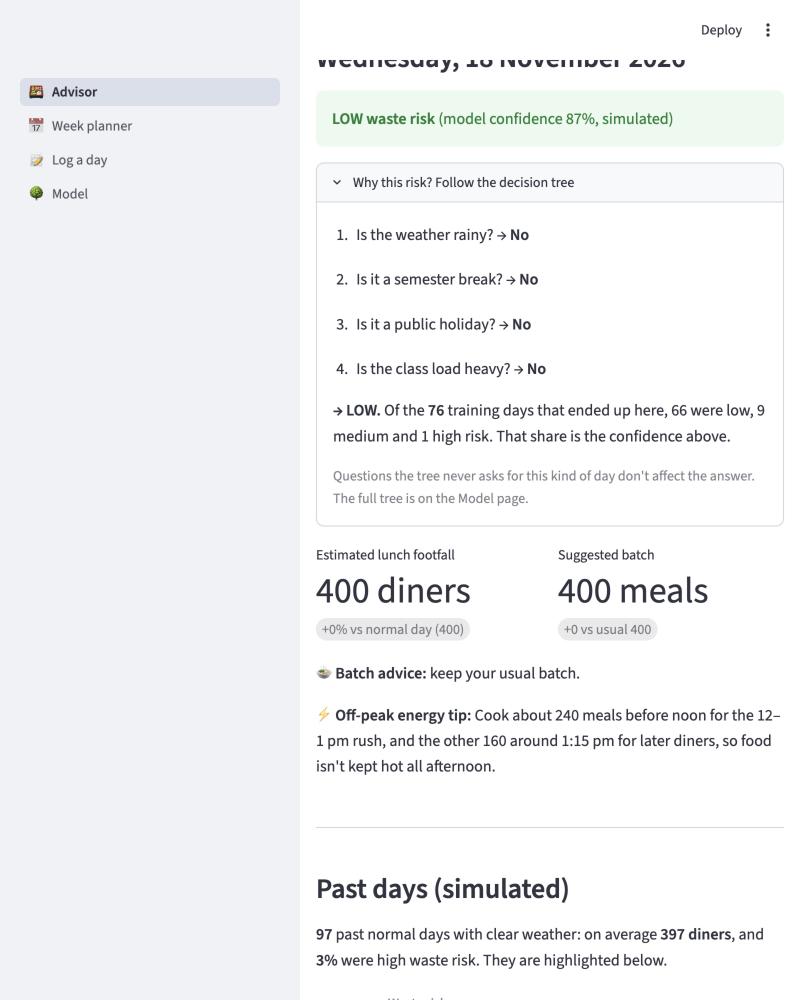 Deploy
Advisor
Week planner
Log a day
Model
Wednesday, 18 November 2026
LOW waste risk (model confidence 87%, simulated)
Why this risk? Follow the decision tree
1. Is the weather rainy? → No
2. Is it a semester break? → No
3. Is it a public holiday? → No
4. Is the class load heavy? → No
→ LOW. Of the 76 training days that ended up here, 66 were low, 9
medium and 1 high risk. That share is the confidence above.
Questions the tree never asks for this kind of day don't affect the answer.
The full tree is on the Model page.
Estimated lunch footfall
400 diners
+0% vs normal day (400)
Suggested batch
400 meals
+0 vs usual 400
Batch advice: keep your usual batch.
Off-peak energy tip: Cook about 240 meals before noon for the 12–
1 pm rush, and the other 160 around 1:15 pm for later diners, so food
isn't kept hot all afternoon.
Past days (simulated)
97 past normal days with clear weather: on average 397 diners, and
3% were high waste risk. They are highlighted below.